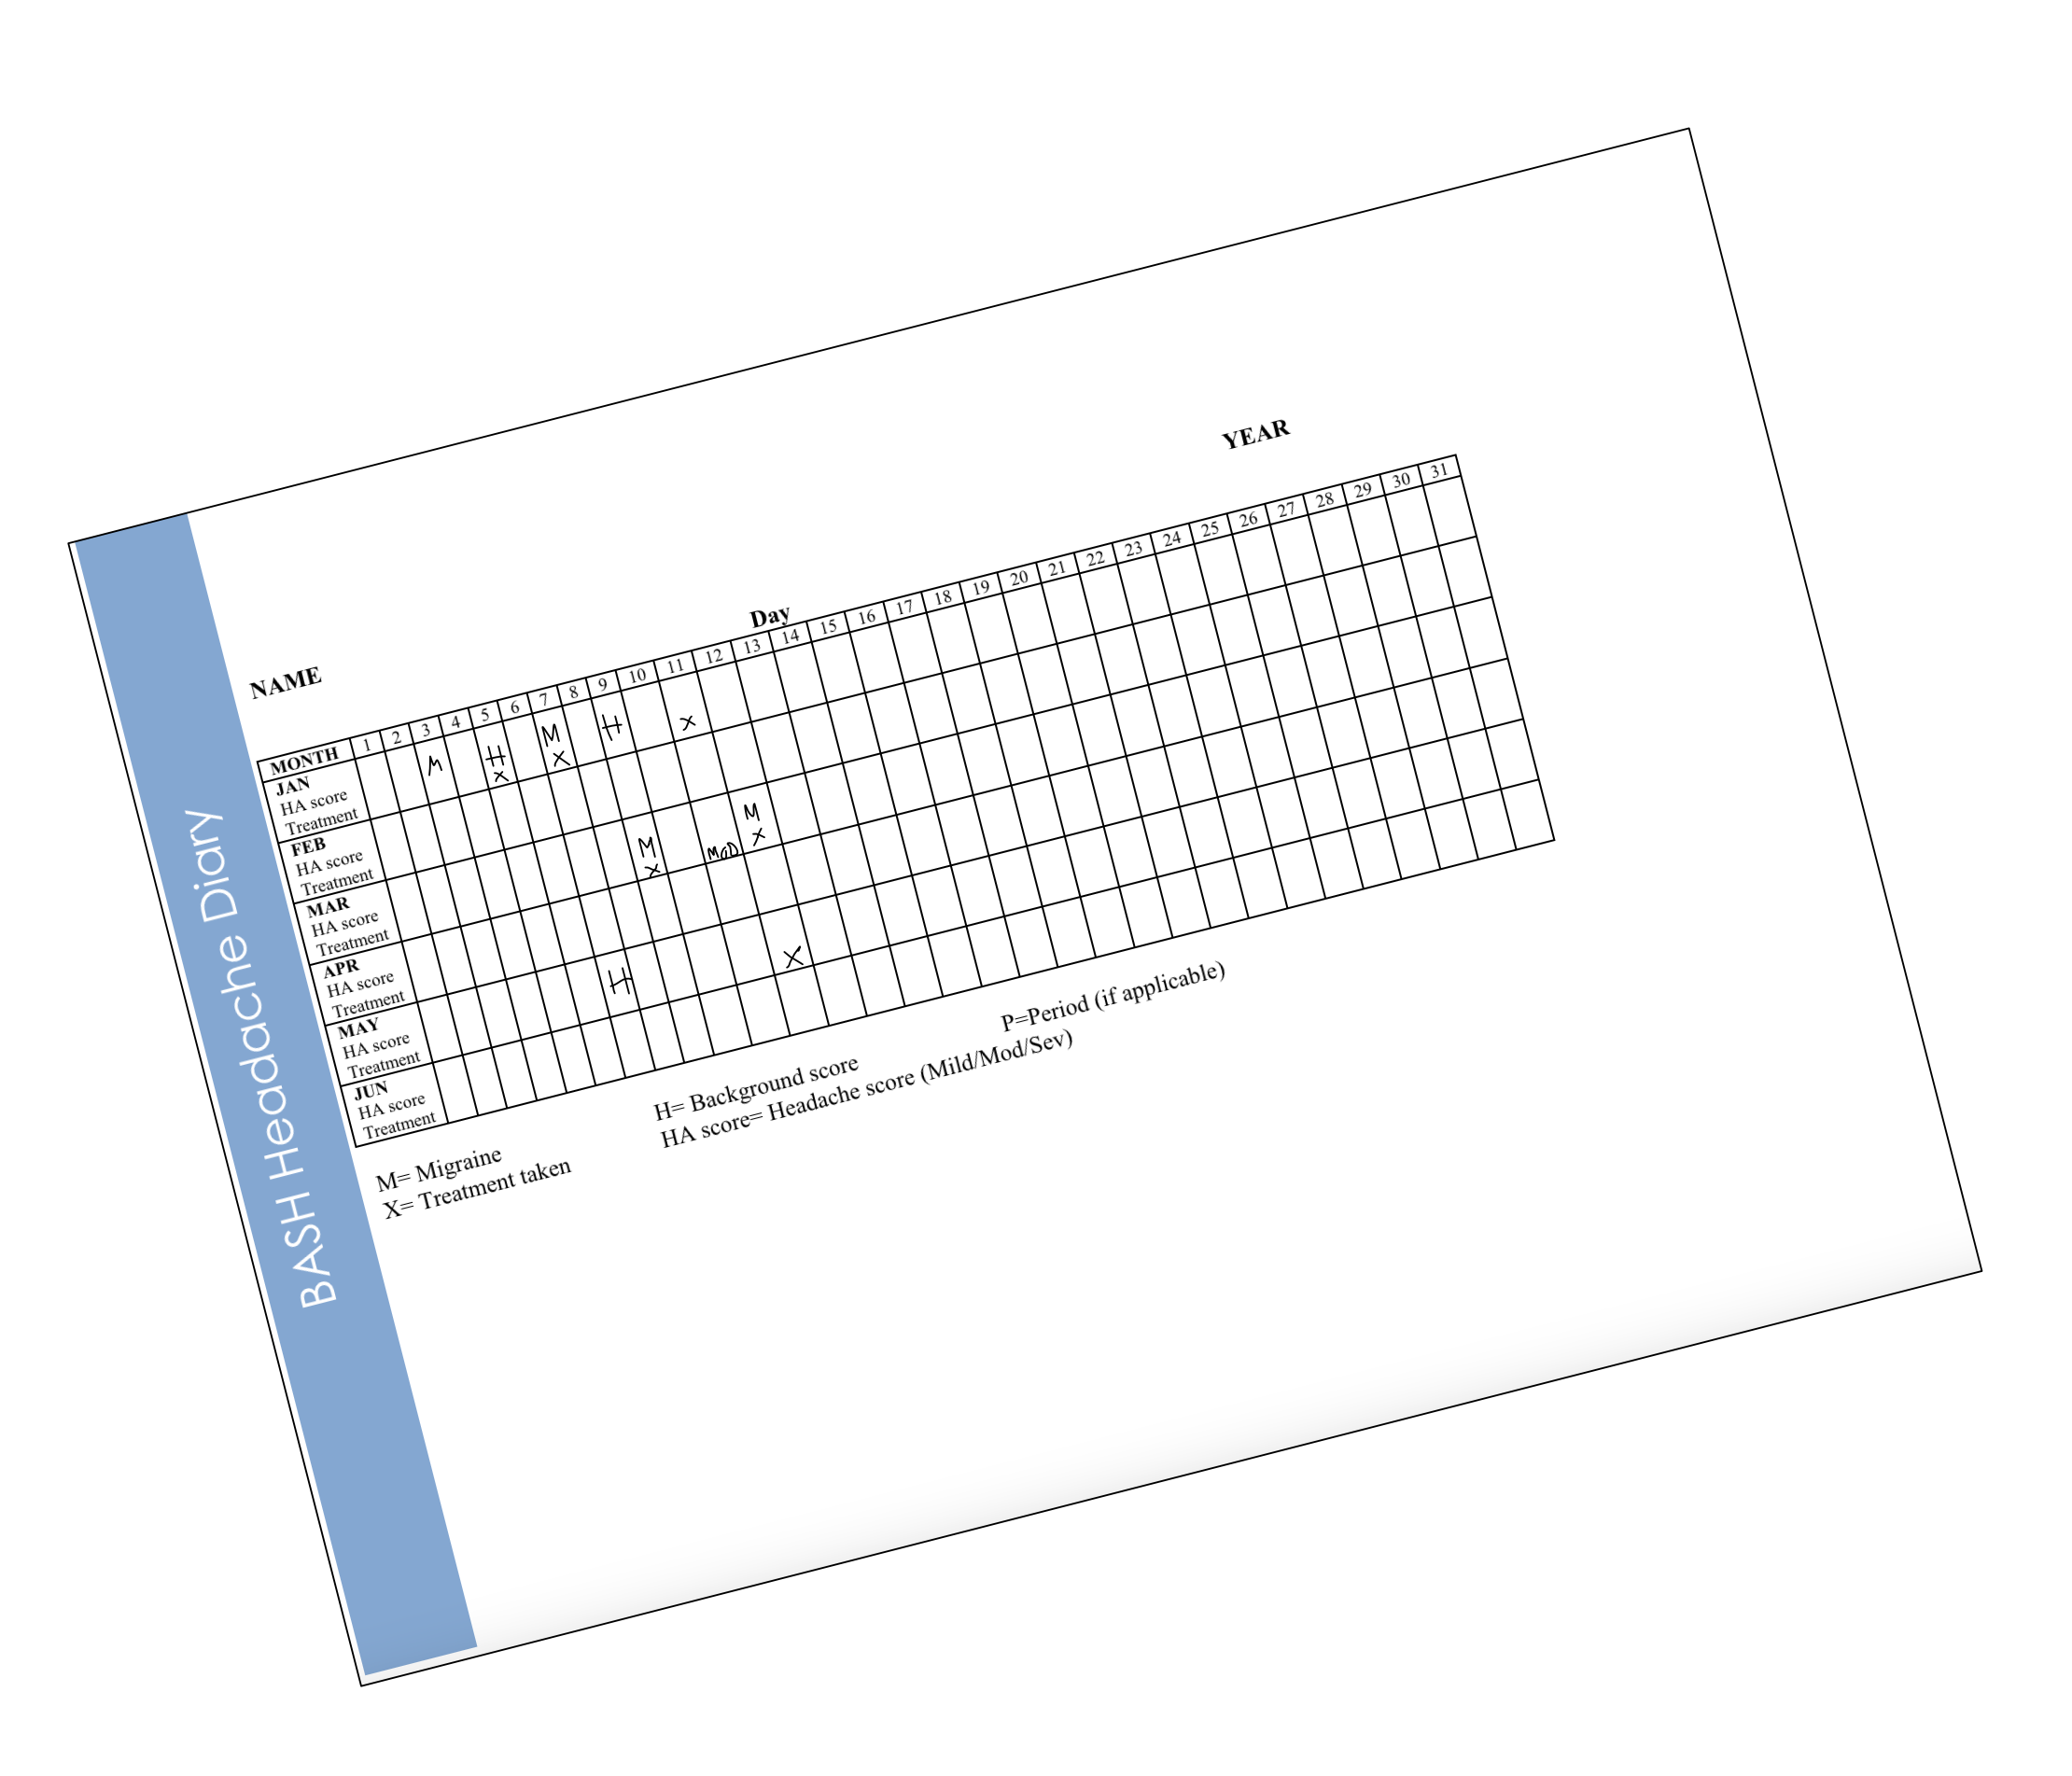 BASH Headache Diary
NAME
YEAR
Day
MONTH 1 2 3 4 5 6 7 8 9 10 11 12 13 14 15 16 17 18 19 20 21 22 23 24 25 26 27 28 29 30 31
JAN M H M H
HA score
Treatment X X X
FEB
HA score
Treatment
MAR M M
HA score
Treatment X MOD X
APR
HA score
Treatment
MAY H
HA score
Treatment X
JUN
HA score
Treatment
M= Migraine
H= Background score
P=Period (if applicable)
X= Treatment taken
HA score= Headache score (Mild/Mod/Sev)